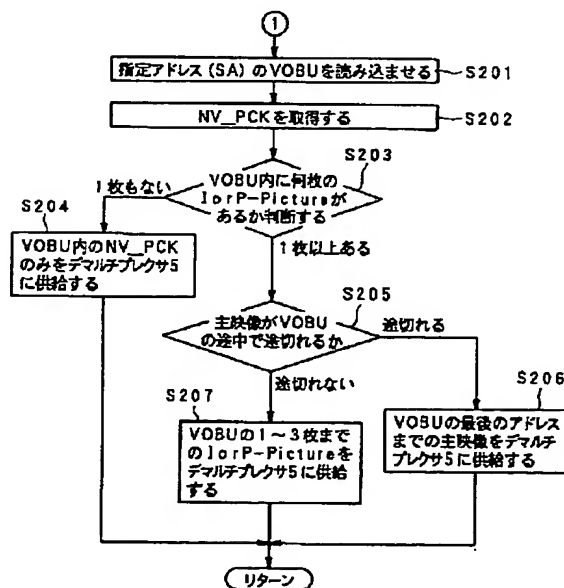 1
指定アドレス(SA)のVOBUを読み込ませる
S201
NV_PCKを取得する
S202
S203
VOBU内に何枚の
IorP-Pictureが
あるか判断する
1枚もない
S204
1枚以上ある
VOBU内のNV_PCK
のみをデマルチプレクサ5
に供給する
S205
主映像がVOBU
の途中で途切れるか
途切れる
途切れない
S206
S207
VOBUの最後のアドレス
までの主映像をデマルチ
プレクサ5に供給する
VOBUの1~3枚まで
のIorP-Pictureを
デマルチプレクサ5に供給
する
リターン